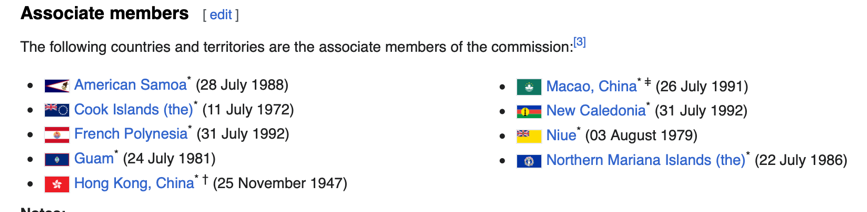 Associate members [ edit ]
The following countries and territories are the associate members of the commission:[3]
• American Samoa* (28 July 1988)
• Cook Islands (the)* (11 July 1972)
• French Polynesia* (31 July 1992)
• Guam* (24 July 1981)
• Hong Kong, China* † (25 November 1947)
• Macao, China* ‡ (26 July 1991)
• New Caledonia* (31 July 1992)
• Niue* (03 August 1979)
• Northern Mariana Islands (the)* (22 July 1986)